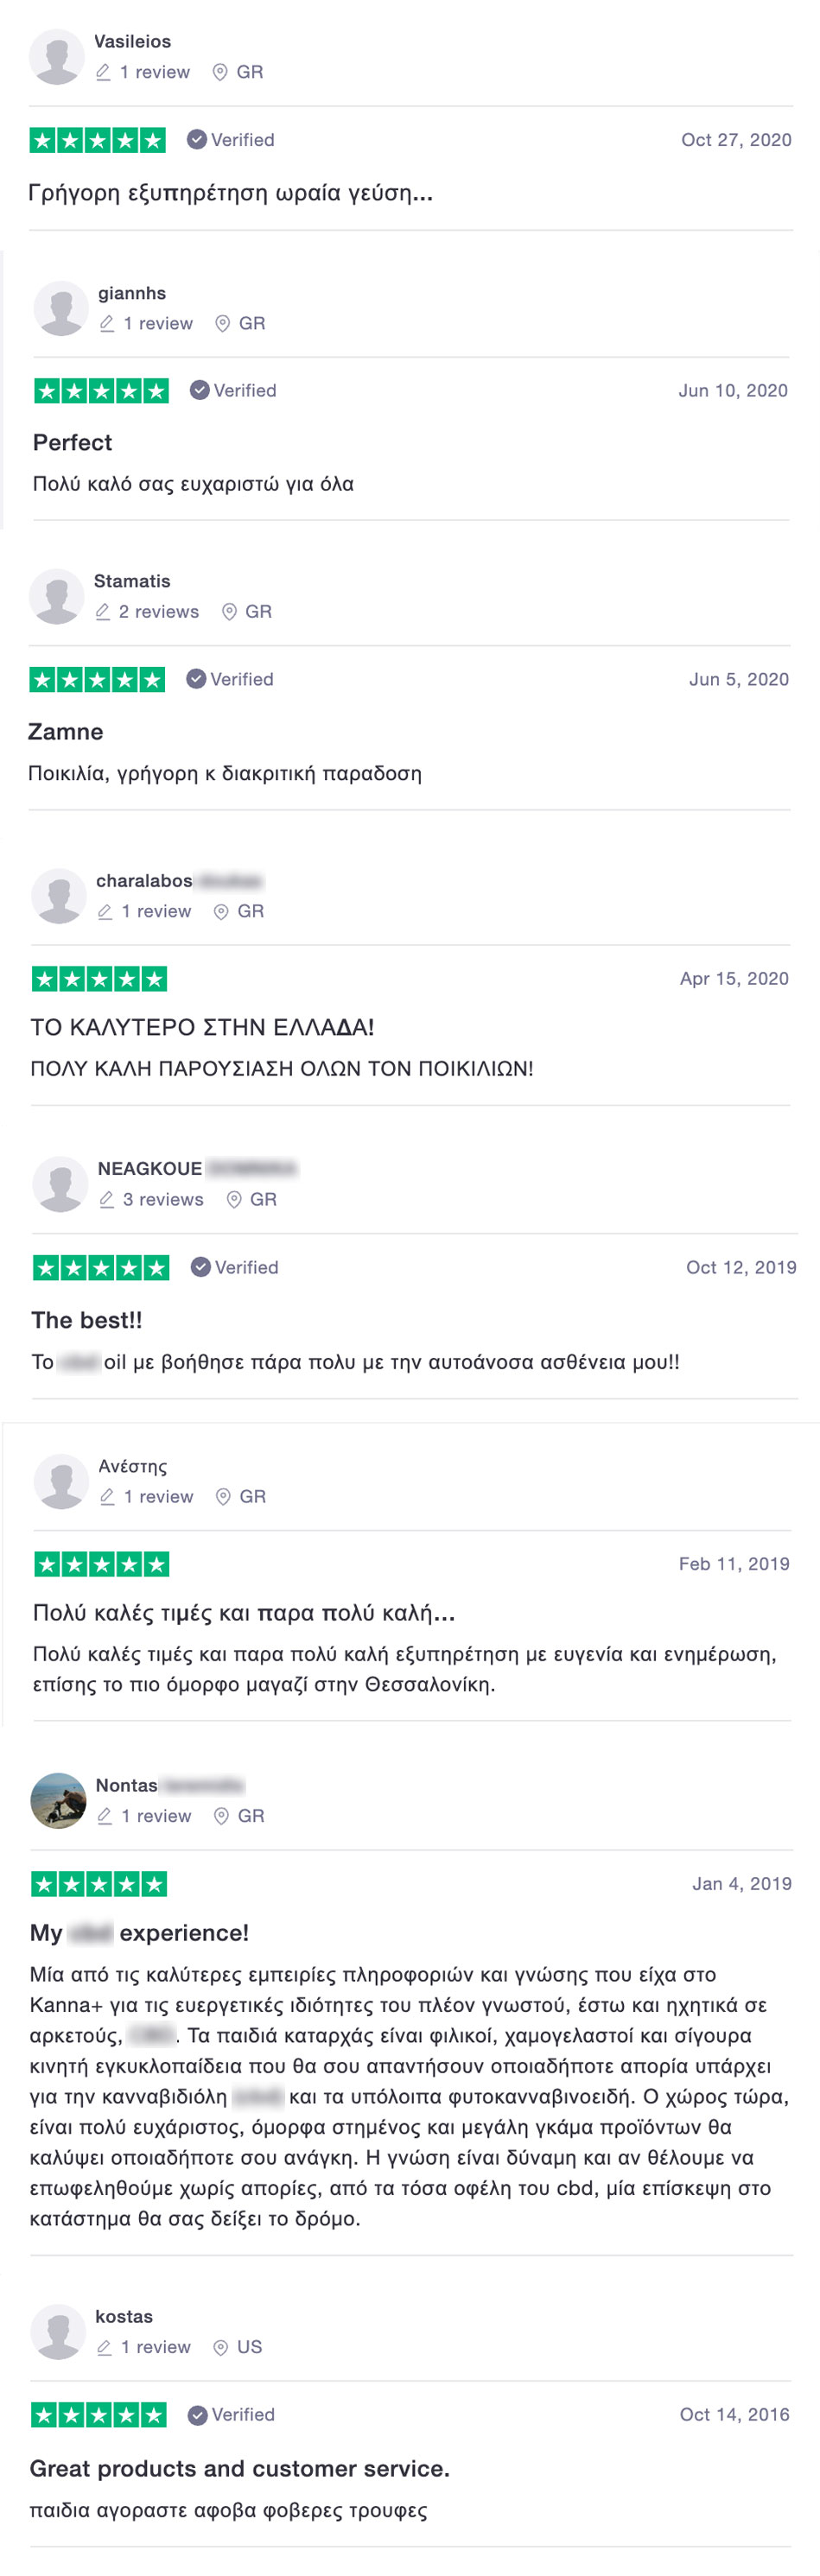 Vasileios
1 review GR
Verified Oct 27, 2020
Γρήγορη εξυπηρέτηση ωραία γεύση...
giannhs
1 review GR
Verified Jun 10, 2020
Perfect
Πολύ καλό σας ευχαριστώ για όλα
Stamatis
2 reviews GR
Verified Jun 5, 2020
Zamne
Ποικιλία, γρήγορη κ διακριτική παραδοση
charalabos
1 review GR
Apr 15, 2020
ΤΟ ΚΑΛΥΤΕΡΟ ΣΤΗΝ ΕΛΛΑΔΑ!
ΠΟΛΥ ΚΑΛΗ ΠΑΡΟΥΣΙΑΣΗ ΟΛΩΝ ΤΟΝ ΠΟΙΚΙΛΙΩΝ!
NEAGKOUE
3 reviews GR
Verified Oct 12, 2019
The best!!
Το oil με βοήθησε πάρα πολυ με την αυτοάνοσα ασθένεια μου!!
Ανέστης
1 review GR
Feb 11, 2019
Πολύ καλές τιμές και παρα πολύ καλή...
Πολύ καλές τιμές και παρα πολύ καλή εξυπηρέτηση με ευγενία και ενημέρωση,
επίσης το πιο όμορφο μαγαζί στην Θεσσαλονίκη.
Nontas
1 review GR
Jan 4, 2019
My experience!
Μία από τις καλύτερες εμπειρίες πληροφοριών και γνώσης που είχα στο
Kanna+ για τις ευεργετικές ιδιότητες του πλέον γνωστού, έστω και ηχητικά σε
αρκετούς, . Τα παιδιά καταρχάς είναι φιλικοί, χαμογελαστοί και σίγουρα
κινητή εγκυκλοπαίδεια που θα σου απαντήσουν οποιαδήποτε απορία υπάρχει
για την κανναβιδιόλη και τα υπόλοιπα φυτοκανναβινοειδή. Ο χώρος τώρα,
είναι πολύ ευχάριστος, όμορφα στημένος και μεγάλη γκάμα προϊόντων θα
καλύψει οποιαδήποτε σου ανάγκη. Η γνώση είναι δύναμη και αν θέλουμε να
επωφεληθούμε χωρίς απορίες, από τα τόσα οφέλη του cbd, μία επίσκεψη στο
κατάστημα θα σας δείξει το δρόμο.
kostas
1 review US
Verified Oct 14, 2016
Great products and customer service.
παιδια αγοραστε αφοβα φοβερες τρουφες